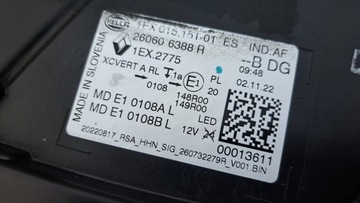 HELLA
1EX 015.151-01 ES IND:AF
26060 6388 R --B DG
1EX.2775 09:48
XCVERT A RL T1a E1 PL 02.11.22
0108 148R00 20
149R00
MD E1 0108A L
MD E1 0108B L 12V
00013611
20220817_RSA_HHN_SIG_260732279R_V001.BIN
MADE IN SLOVENIA